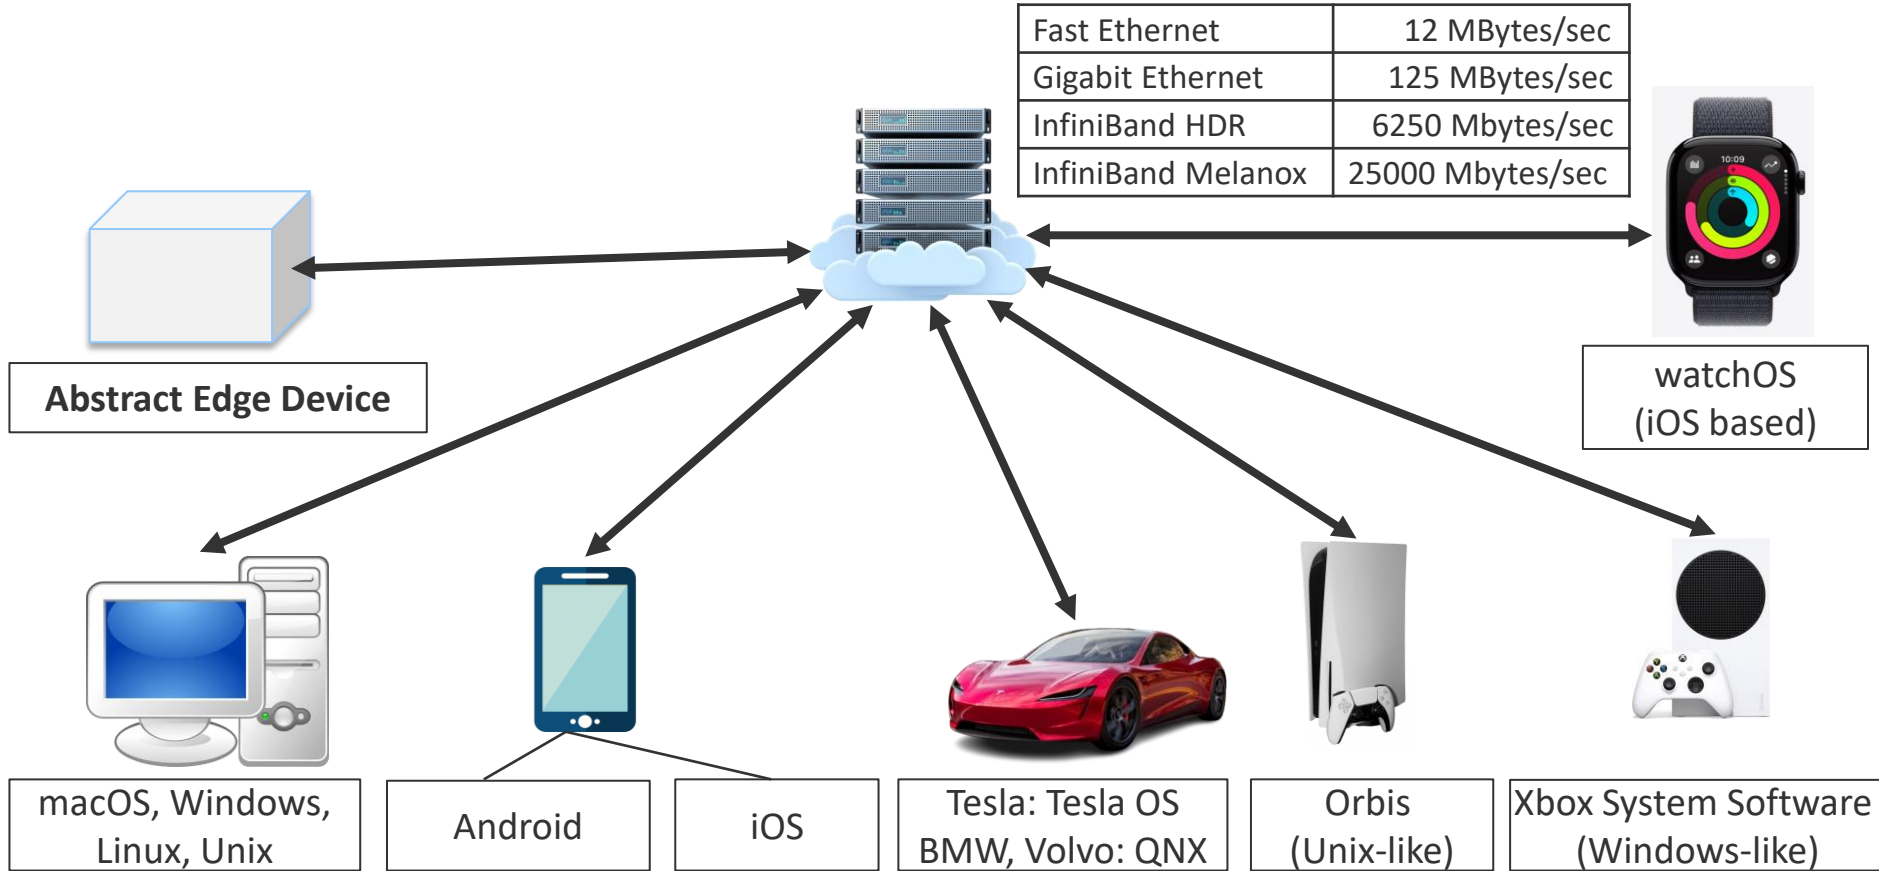 Fast Ethernet 12 MBytes/sec
Gigabit Ethernet 125 MBytes/sec
InfiniBand HDR 6250 Mbytes/sec
InfiniBand Melanox 25000 Mbytes/sec
10:09
Abstract Edge Device
watchOS
(iOS based)
macOS, Windows,
Linux, Unix
Android
iOS
Tesla: Tesla OS
BMW, Volvo: QNX
Orbis
(Unix-like)
Xbox System Software
(Windows-like)